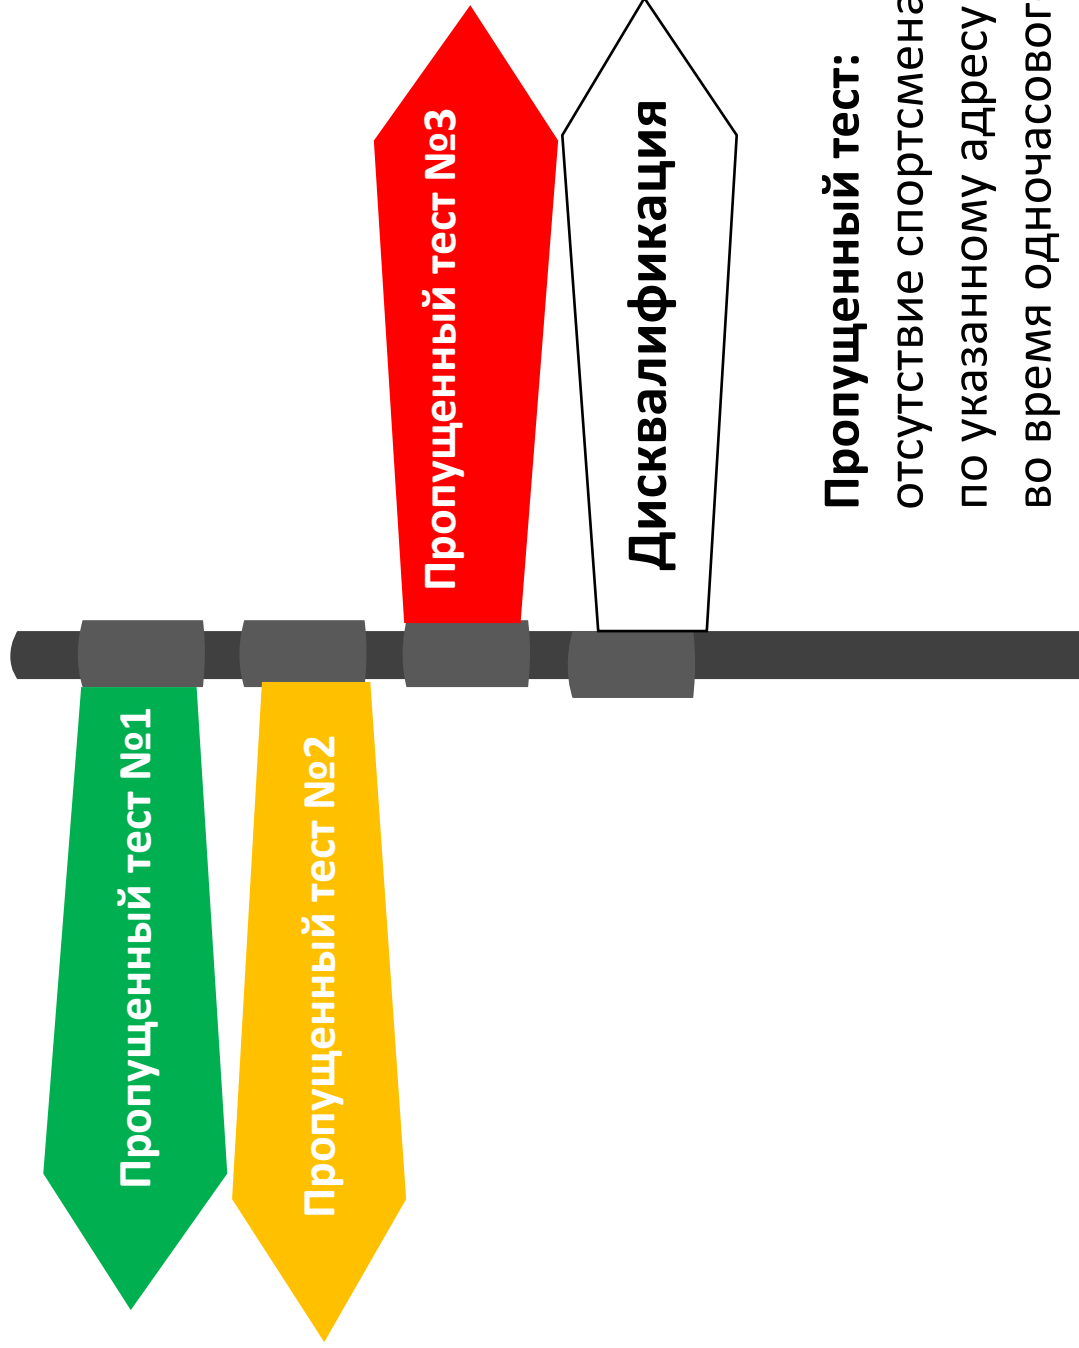 Пропущенный тест №1
Пропущенный тест №2
Пропущенный тест №3
Дисквалификация
Пропущенный тест:
отсутствие спортсмена
по указанному адресу
во время одночасовог